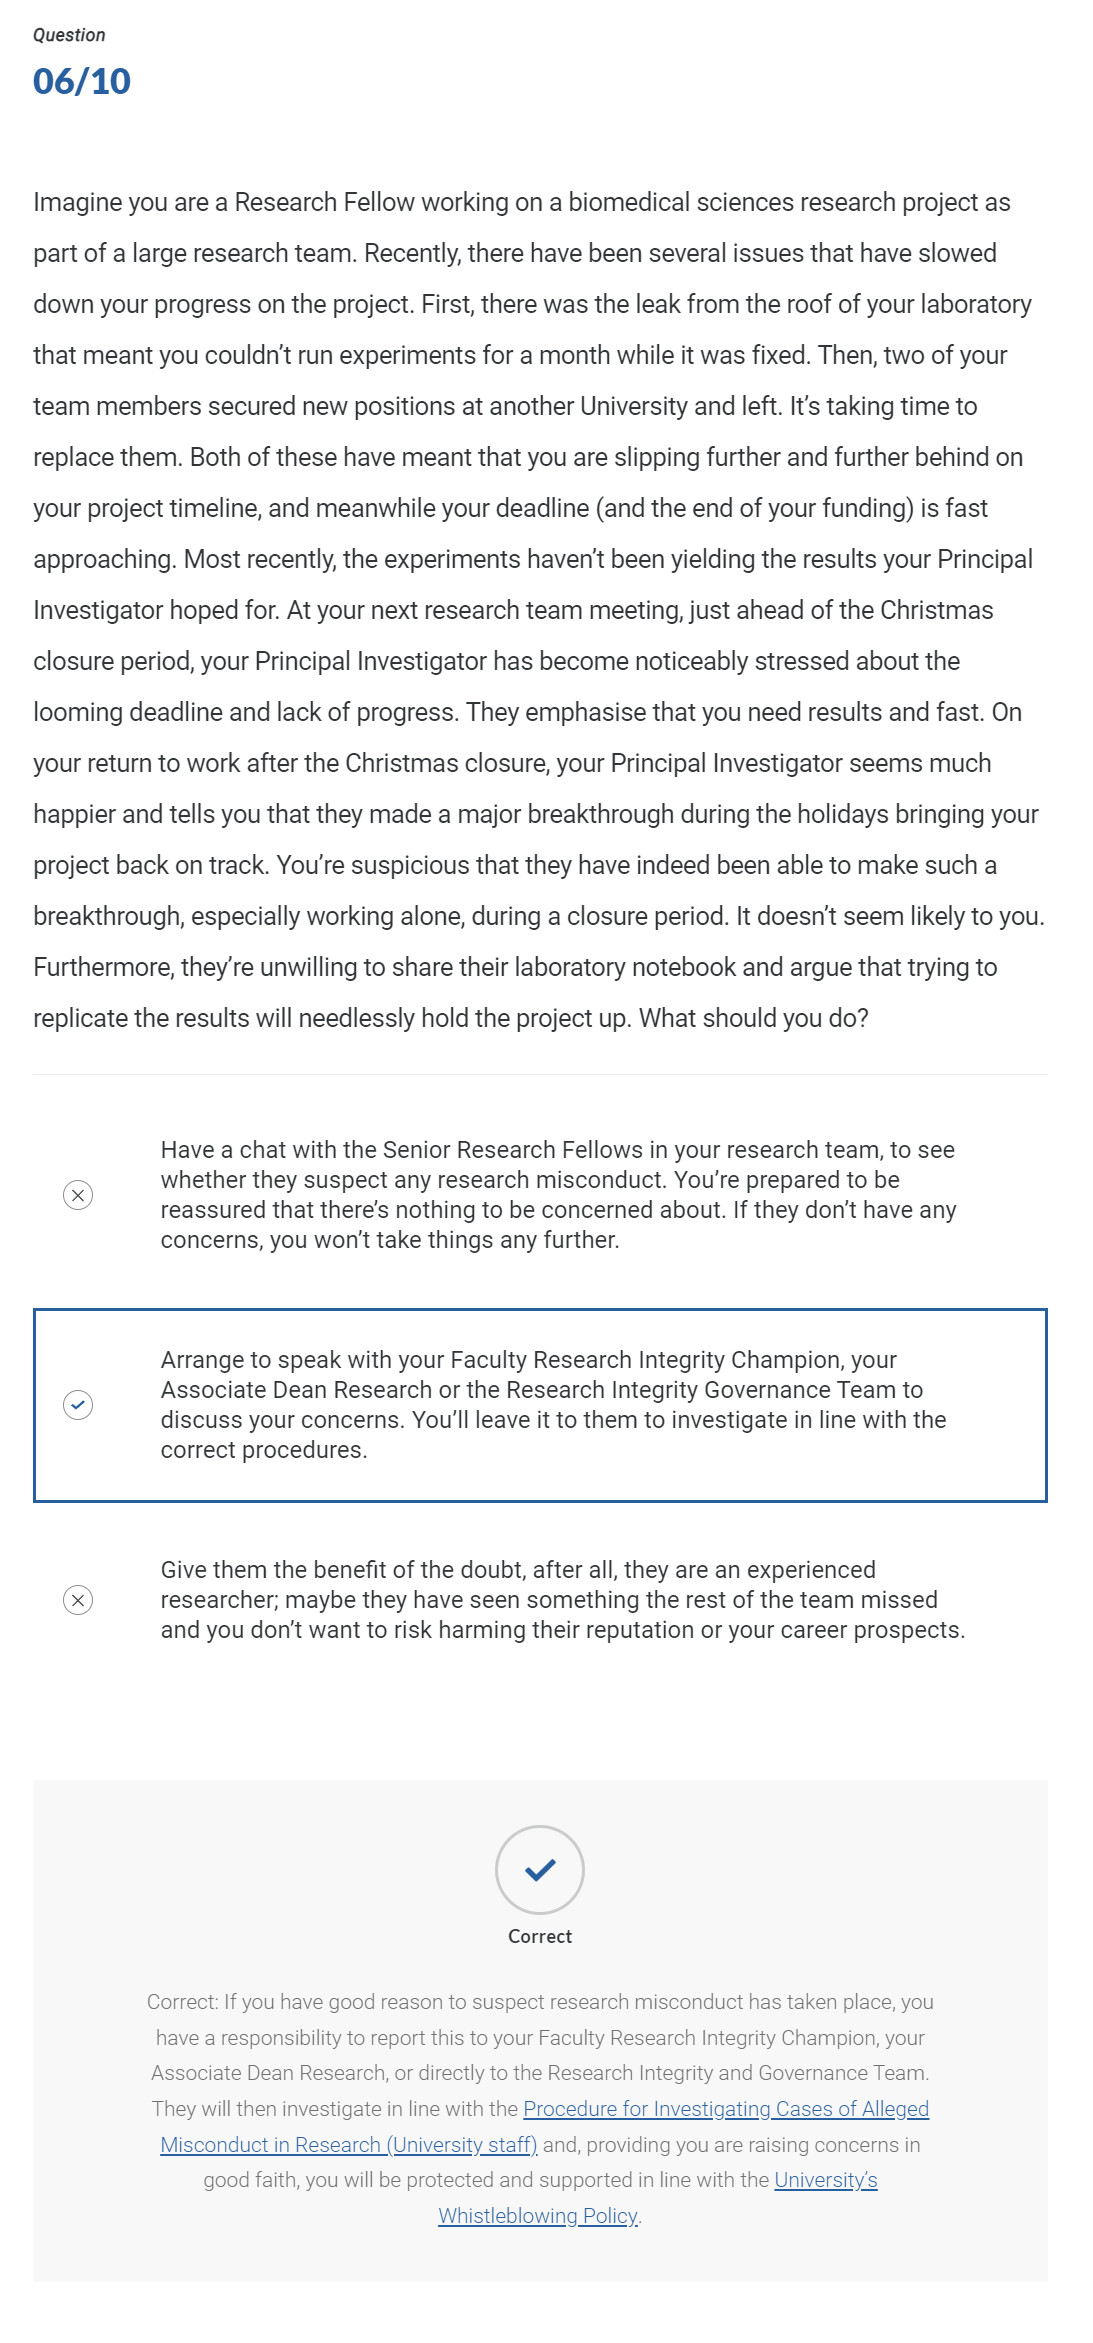 Question
06/10
Imagine you are a Research Fellow working on a biomedical sciences research project as
part of a large research team. Recently, there have been several issues that have slowed
down your progress on the project. First, there was the leak from the roof of your laboratory
that meant you couldn’t run experiments for a month while it was fixed. Then, two of your
team members secured new positions at another University and left. It’s taking time to
replace them. Both of these have meant that you are slipping further and further behind on
your project timeline, and meanwhile your deadline (and the end of your funding) is fast
approaching. Most recently, the experiments haven’t been yielding the results your Principal
Investigator hoped for. At your next research team meeting, just ahead of the Christmas
closure period, your Principal Investigator has become noticeably stressed about the
looming deadline and lack of progress. They emphasise that you need results and fast. On
your return to work after the Christmas closure, your Principal Investigator seems much
happier and tells you that they made a major breakthrough during the holidays bringing your
project back on track. You’re suspicious that they have indeed been able to make such a
breakthrough, especially working alone, during a closure period. It doesn’t seem likely to you.
Furthermore, they’re unwilling to share their laboratory notebook and argue that trying to
replicate the results will needlessly hold the project up. What should you do?
Have a chat with the Senior Research Fellows in your research team, to see
whether they suspect any research misconduct. You’re prepared to be
reassured that there’s nothing to be concerned about. If they don’t have any
concerns, you won’t take things any further.
Arrange to speak with your Faculty Research Integrity Champion, your
Associate Dean Research or the Research Integrity Governance Team to
discuss your concerns. You’ll leave it to them to investigate in line with the
correct procedures.
Give them the benefit of the doubt, after all, they are an experienced
researcher; maybe they have seen something the rest of the team missed
and you don’t want to risk harming their reputation or your career prospects.
Correct
Correct: If you have good reason to suspect research misconduct has taken place, you
have a responsibility to report this to your Faculty Research Integrity Champion, your
Associate Dean Research, or directly to the Research Integrity and Governance Team.
They will then investigate in line with the Procedure for Investigating Cases of Alleged
Misconduct in Research (University staff) and, providing you are raising concerns in
good faith, you will be protected and supported in line with the University’s
Whistleblowing Policy.